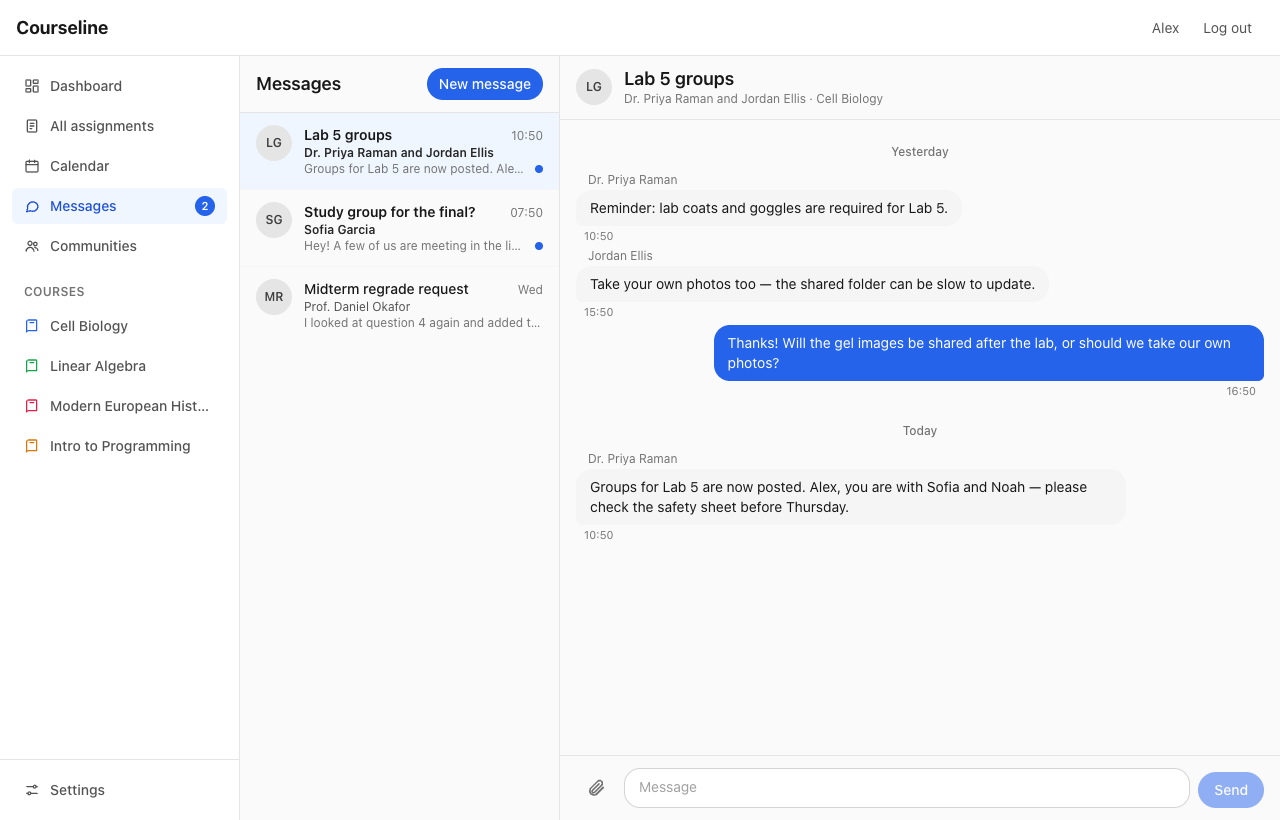 Courseline
Alex
Log out
Dashboard
All assignments
Calendar
Messages
2
Communities
COURSES
Cell Biology
Linear Algebra
Modern European Hist...
Intro to Programming
Settings
Messages
New message
LG
Lab 5 groups
10:50
Dr. Priya Raman and Jordan Ellis
Groups for Lab 5 are now posted. Ale...
SG
Study group for the final?
07:50
Sofia Garcia
Hey! A few of us are meeting in the li...
MR
Midterm regrade request
Wed
Prof. Daniel Okafor
I looked at question 4 again and added t...
LG
Lab 5 groups
Dr. Priya Raman and Jordan Ellis · Cell Biology
Yesterday
Dr. Priya Raman
Reminder: lab coats and goggles are required for Lab 5.
10:50
Jordan Ellis
Take your own photos too — the shared folder can be slow to update.
15:50
Thanks! Will the gel images be shared after the lab, or should we take our own
photos?
16:50
Today
Dr. Priya Raman
Groups for Lab 5 are now posted. Alex, you are with Sofia and Noah — please
check the safety sheet before Thursday.
10:50
Message
Send